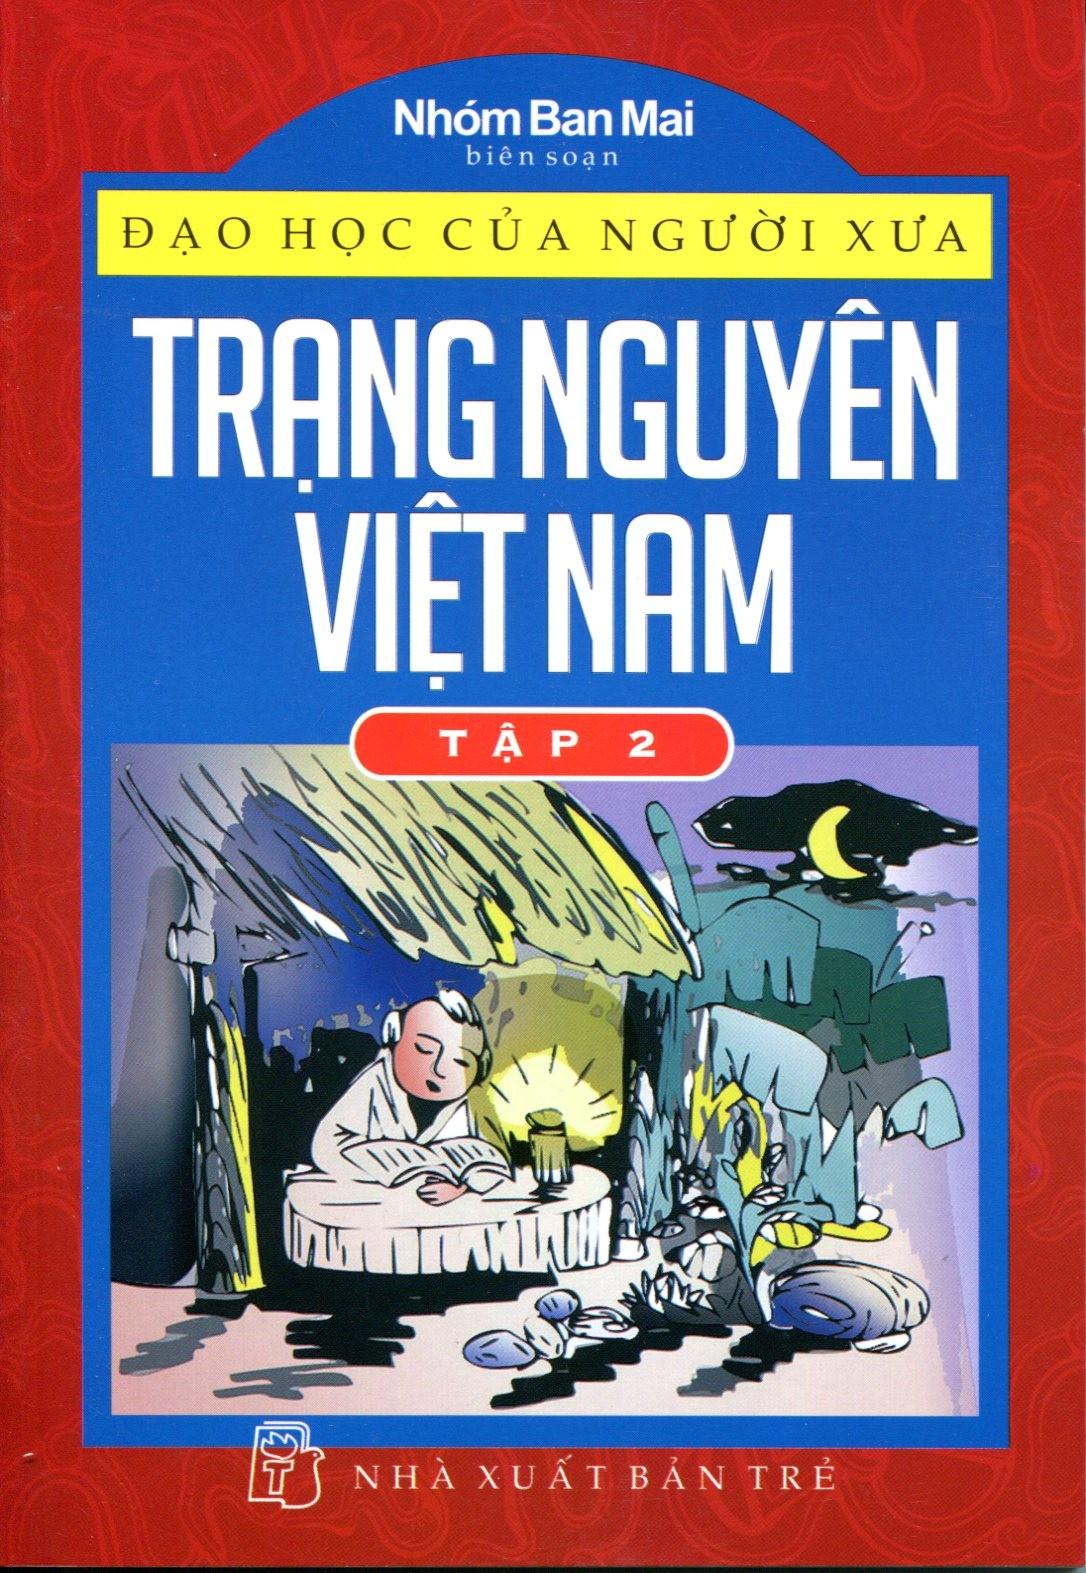 Nhóm Ban Mai
biên soạn
ĐẠO HỌC CỦA NGƯỜI XƯA
TRẠNG NGUYÊN
VIỆT NAM
TẬP 2
T
NHÀ XUẤT BẢN TRẺ